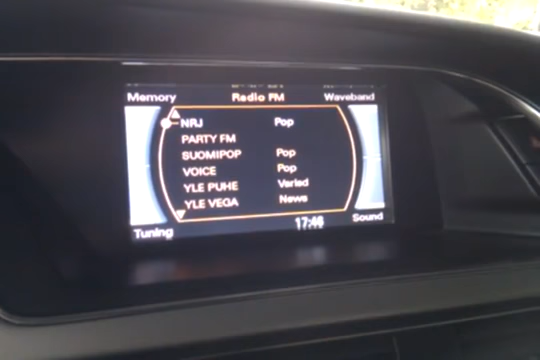 Memory Radio FM Waveband
NRJ Pop
PARTY FM
SUOMIPOP Pop
VOICE Pop
YLE PUHE Varied
YLE VEGA News
Tuning 17:46 Sound